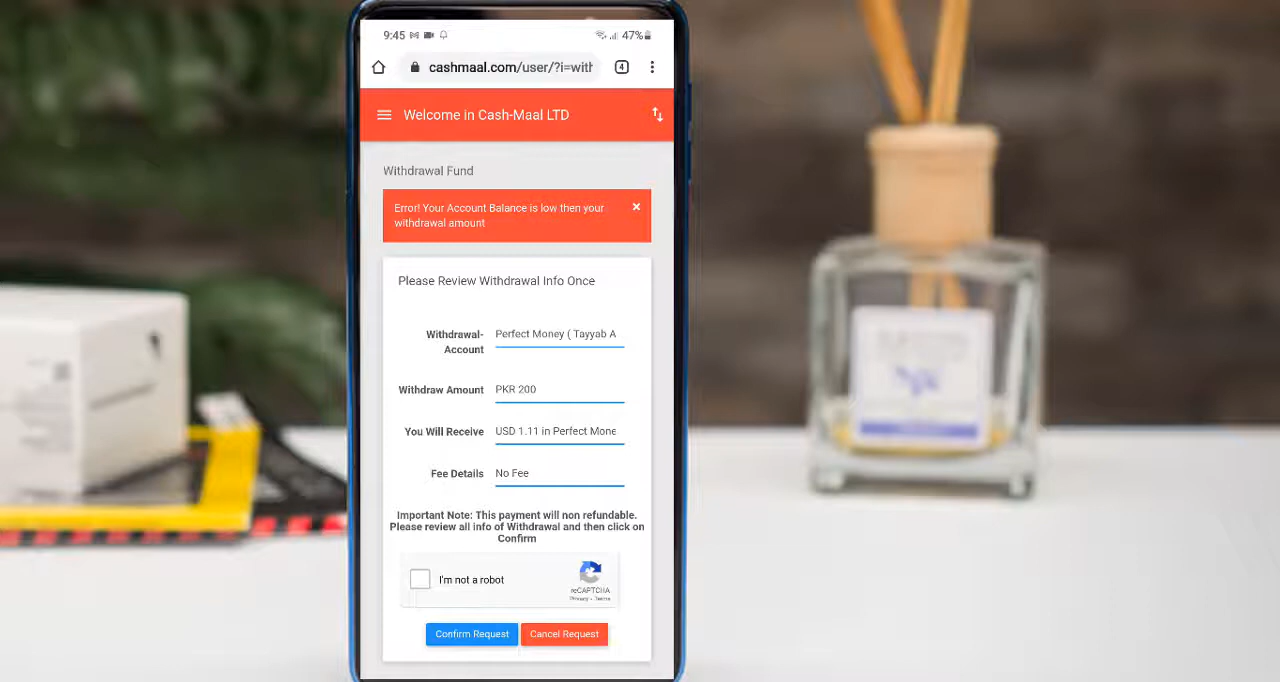 9:45
47%
cashmaal.com/user/?i=with
4
Welcome in Cash-Maal LTD
Withdrawal Fund
Error! Your Account Balance is low then your
withdrawal amount
×
Please Review Withdrawal Info Once
Withdrawal-
Account
Perfect Money ( Tayyab A
Withdraw Amount
PKR 200
You Will Receive
USD 1.11 in Perfect Mone
Fee Details
No Fee
Important Note: This payment will non refundable.
Please review all info of Withdrawal and then click on
Confirm
I'm not a robot
reCAPTCHA
Privacy - Terms
Confirm Request
Cancel Request